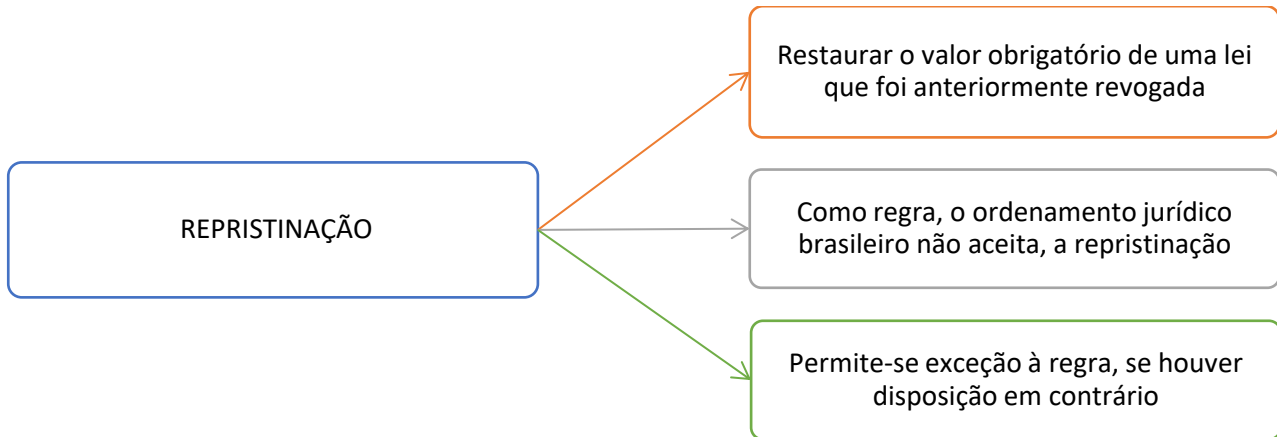 Restaurar o valor obrigatório de uma lei
que foi anteriormente revogada
REPRISTINAÇÃO
Como regra, o ordenamento jurídico
brasileiro não aceita, a repristinação
Permite-se exceção à regra, se houver
disposição em contrário